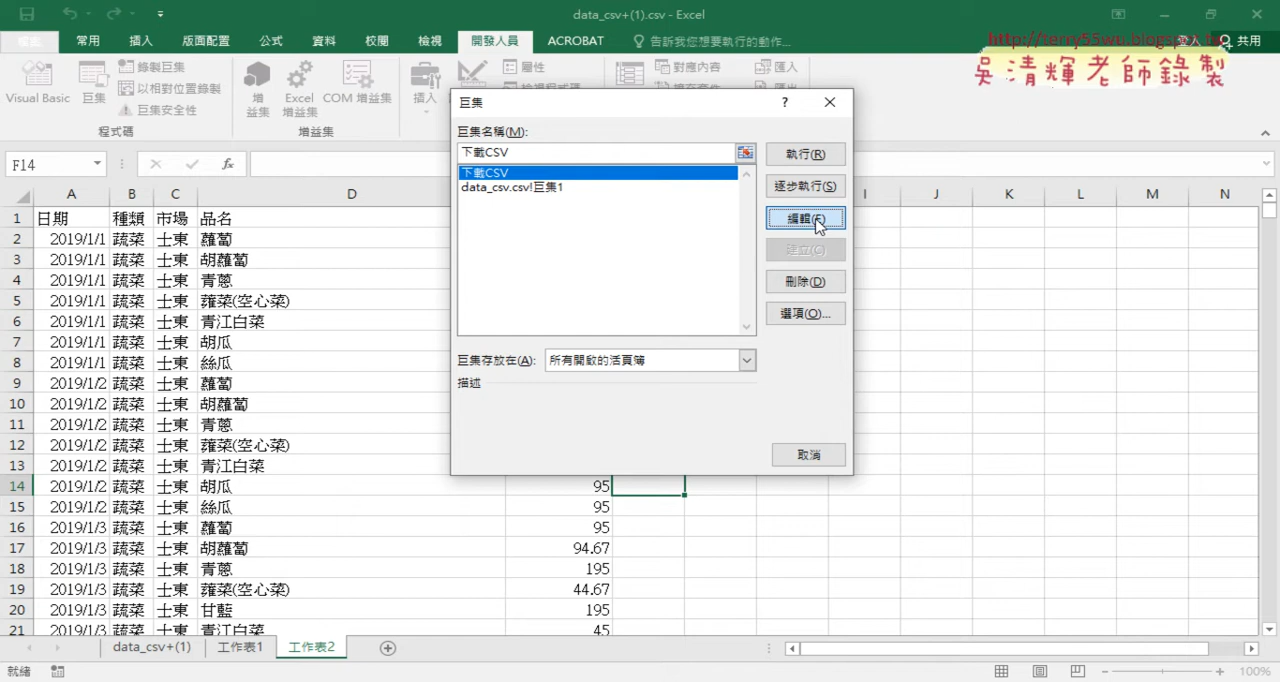 data_csv+(1).csv - Excel
常用 插入 版面配置 公式 資料 校閱 檢視 開發人員 ACROBAT 告訴我您想要執行的動作... 登入 共用
http://terry55wu.blogspot.tw
吳清輝老師錄製
Visual Basic 巨集 錄製巨集 以相對位置錄製 巨集安全性
增益集 Excel 增益集 COM 增益集 插入 屬性 對應內容 匯入
程式碼 增益集
巨集 ? ×
巨集名稱(M):
下載CSV 執行(R)
下載CSV
data_csv.csv!巨集1
逐步執行(S)
編輯(E)
建立(C)
刪除(D)
選項(O)...
巨集存放在(A): 所有開啟的活頁簿
描述
取消
F14 fx
A B C D I J K L M N
1 日期 種類 市場 品名
2 2019/1/1 蔬菜 士東 蘿蔔
3 2019/1/1 蔬菜 士東 胡蘿蔔
4 2019/1/1 蔬菜 士東 青蔥
5 2019/1/1 蔬菜 士東 蕹菜(空心菜)
6 2019/1/1 蔬菜 士東 青江白菜
7 2019/1/1 蔬菜 士東 胡瓜
8 2019/1/1 蔬菜 士東 絲瓜
9 2019/1/2 蔬菜 士東 蘿蔔
10 2019/1/2 蔬菜 士東 胡蘿蔔
11 2019/1/2 蔬菜 士東 青蔥
12 2019/1/2 蔬菜 士東 蕹菜(空心菜)
13 2019/1/2 蔬菜 士東 青江白菜
14 2019/1/2 蔬菜 士東 胡瓜 95
15 2019/1/2 蔬菜 士東 絲瓜 95
16 2019/1/3 蔬菜 士東 蘿蔔 95
17 2019/1/3 蔬菜 士東 胡蘿蔔 94.67
18 2019/1/3 蔬菜 士東 青蔥 195
19 2019/1/3 蔬菜 士東 蕹菜(空心菜) 44.67
20 2019/1/3 蔬菜 士東 甘藍 195
21 2019/1/3 蔬菜 士東 青江白菜 45
data_csv+(1) 工作表1 工作表2
就緒 100%